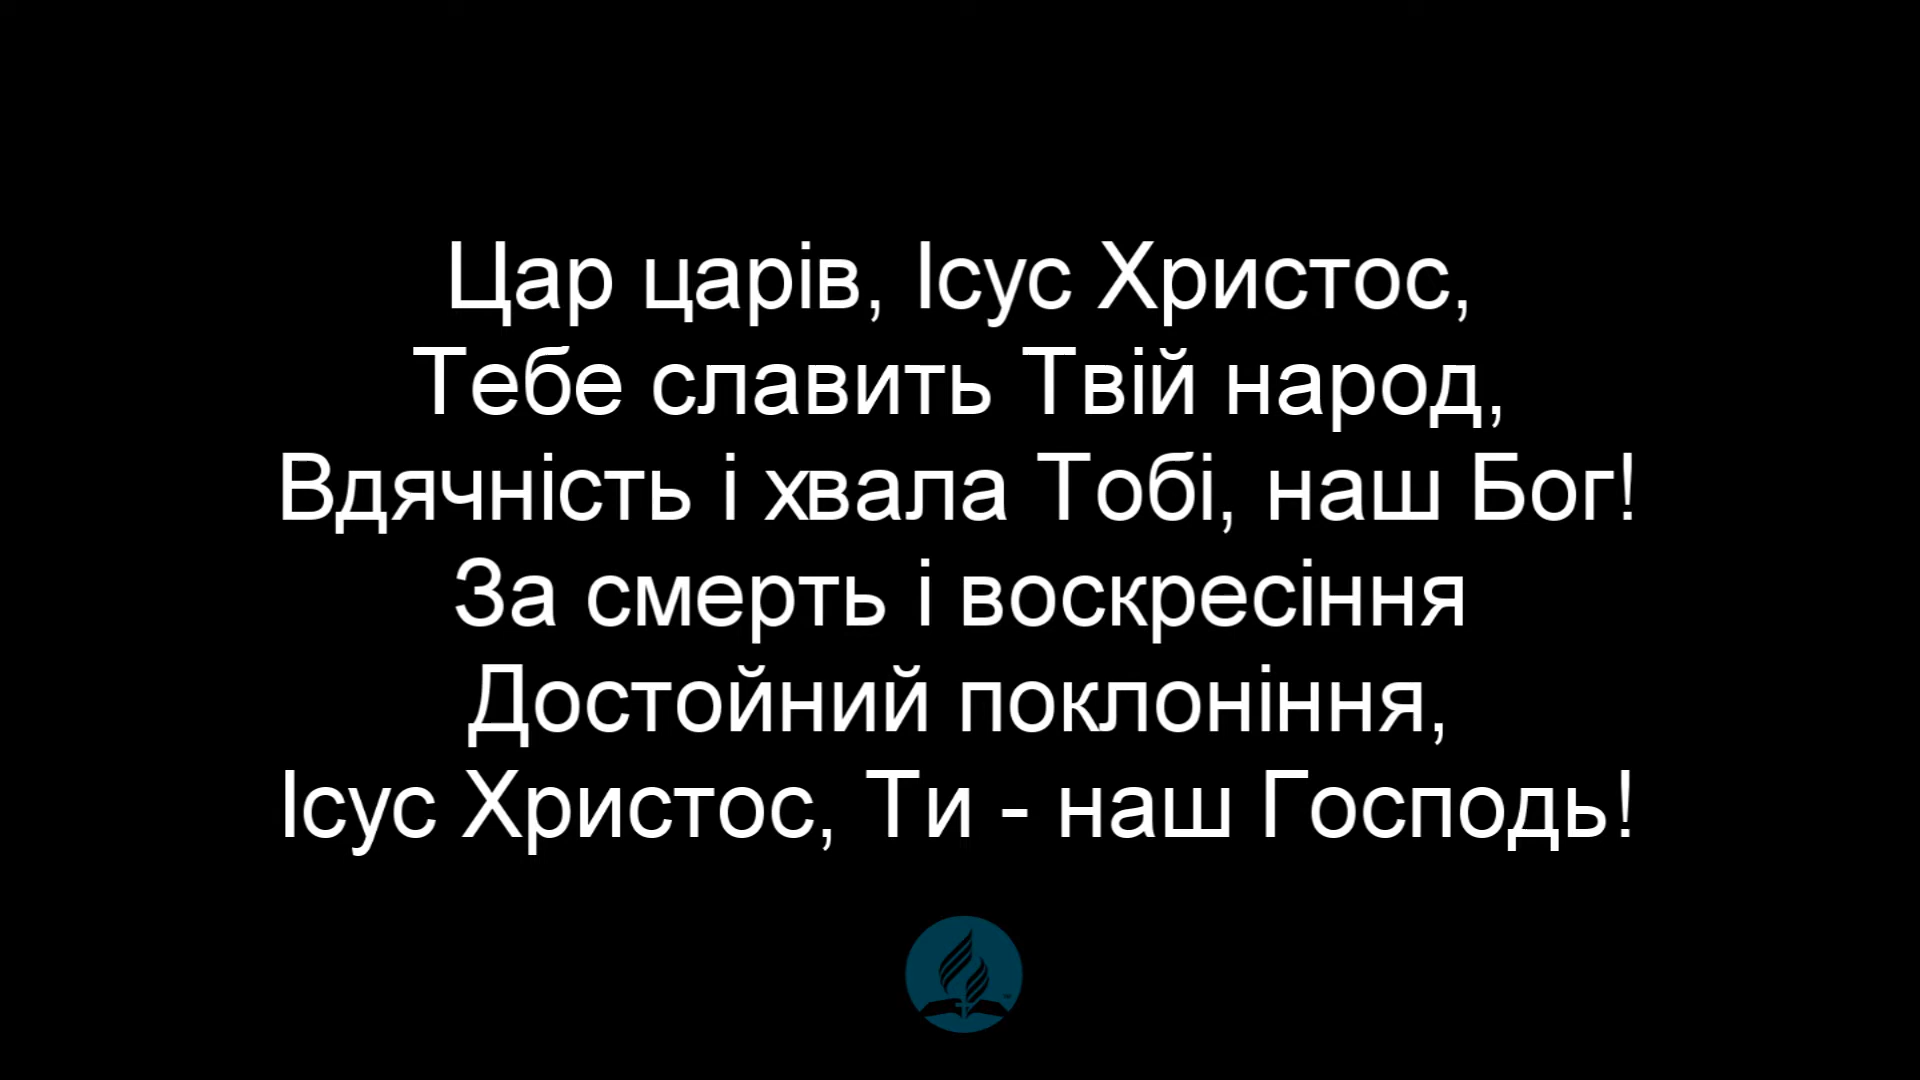 Цар царів, Ісус Христос,
Тебе славить Твій народ,
Вдячність і хвала Тобі, наш Бог!
За смерть і воскресіння
Достойний поклоніння,
Ісус Христос, Ти - наш Господь!